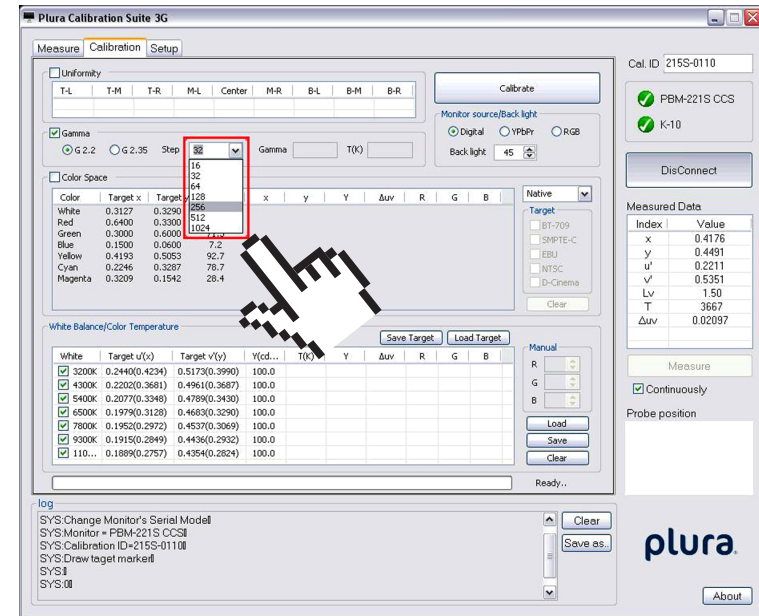 Plura Calibration Suite 3G
Measure Calibration Setup
Uniformity
T-L T-M T-R M-L Center M-R B-L B-M B-R
Calibrate
Monitor source/Back light
Digital YPbPr RGB
Back light 45
Gamma
G 2.2 G 2.35 Step 32 Gamma T(K)
16
32
64
128
256
512
1024
Color Space
Color Target x Target y x y Y Δuv R G B
White 0.3127 0.3290
Red 0.6400 0.3300
Green 0.3000 0.6000 71.5
Blue 0.1500 0.0600 7.2
Yellow 0.4193 0.5053 92.7
Cyan 0.2246 0.3287 78.7
Magenta 0.3209 0.1542 28.4
Native
Target
BT-709
SMPTE-C
EBU
NTSC
D-Cinema
Clear
White Balance/Color Temperature
Save Target Load Target
White Target u'(x) Target v'(y) Y(cd... T(K) Y Δuv R G B
3200K 0.2440(0.4234) 0.5173(0.3990) 100.0
4300K 0.2202(0.3681) 0.4961(0.3687) 100.0
5400K 0.2077(0.3348) 0.4789(0.3430) 100.0
6500K 0.1979(0.3128) 0.4683(0.3290) 100.0
7800K 0.1952(0.2972) 0.4537(0.3069) 100.0
9300K 0.1915(0.2849) 0.4436(0.2932) 100.0
110... 0.1889(0.2757) 0.4354(0.2824) 100.0
Manual
R
G
B
Load
Save
Clear
Ready..
Cal. ID 215S-0110
PBM-221S CCS
K-10
DisConnect
Measured Data
Index Value
x 0.4176
y 0.4491
u' 0.2211
v' 0.5351
Lv 1.50
T 3667
Δuv 0.02097
Measure
Continuously
Probe position
log
SYS:Change Monitor's Serial Model
SYS:Monitor = PBM-221S CCS
SYS:Calibration ID=215S-0110
SYS:Draw taget marker
SYS:
SYS:0
Clear
Save as..
plura.
About